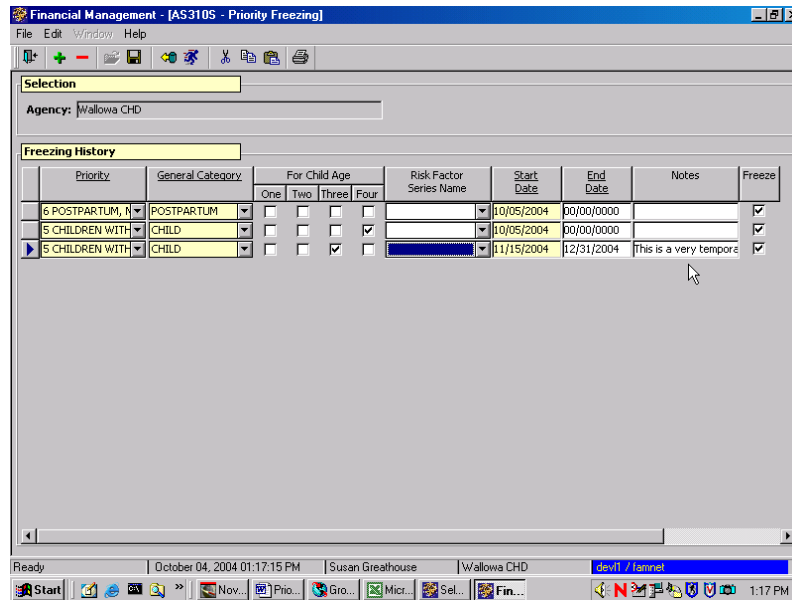 Financial Management - [AS310S - Priority Freezing]
File Edit Window Help
Selection
Agency: Wallowa CHD
Freezing History
Priority General Category For Child Age Risk Factor Series Name Start Date End Date Notes Freeze
One Two Three Four
6 POSTPARTUM, N POSTPARTUM 10/05/2004 00/00/0000
5 CHILDREN WITH CHILD 10/05/2004 00/00/0000
5 CHILDREN WITH CHILD 11/15/2004 12/31/2004 This is a very tempora
Ready October 04, 2004 01:17:15 PM Susan Greathouse Wallowa CHD devl1 / famnet
Start » Nov... Prio... Gro... Micr... Sel... Fin... N 1:17 PM